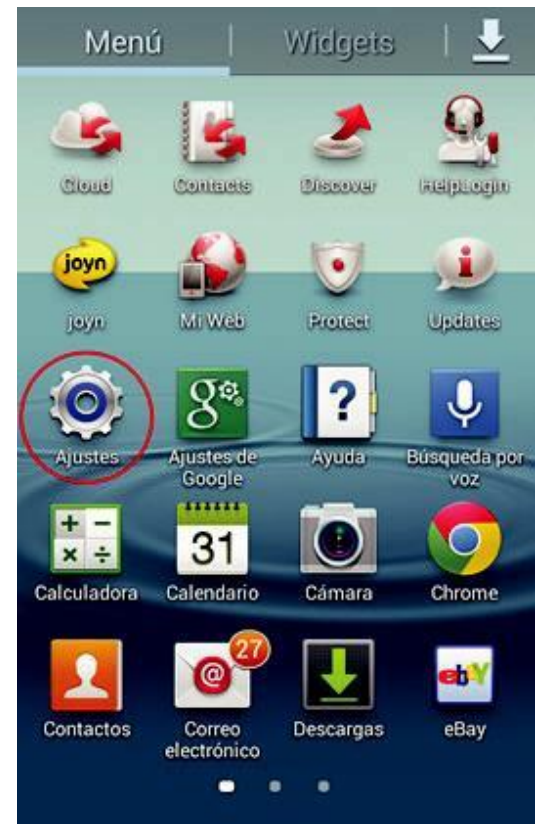 Menú Widgets
Cloud Contacts Discover HelpLogin
joyn
joyn Mi Web Protect Updates
g ?
Ajustes Ajustes de Google Ayuda Búsqueda por voz
31
Calculadora Calendario Cámara Chrome
27
@
ebY
Contactos Correo electrónico Descargas eBay